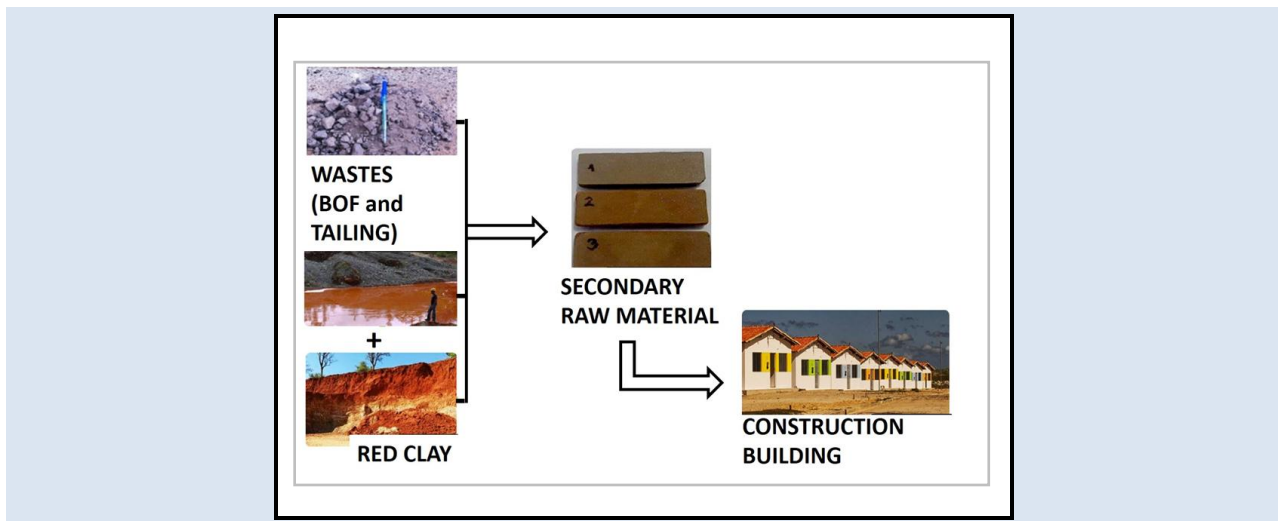 WASTES
(BOF and
TAILING)
+
RED CLAY
1
2
3
SECONDARY
RAW MATERIAL
CONSTRUCTION
BUILDING